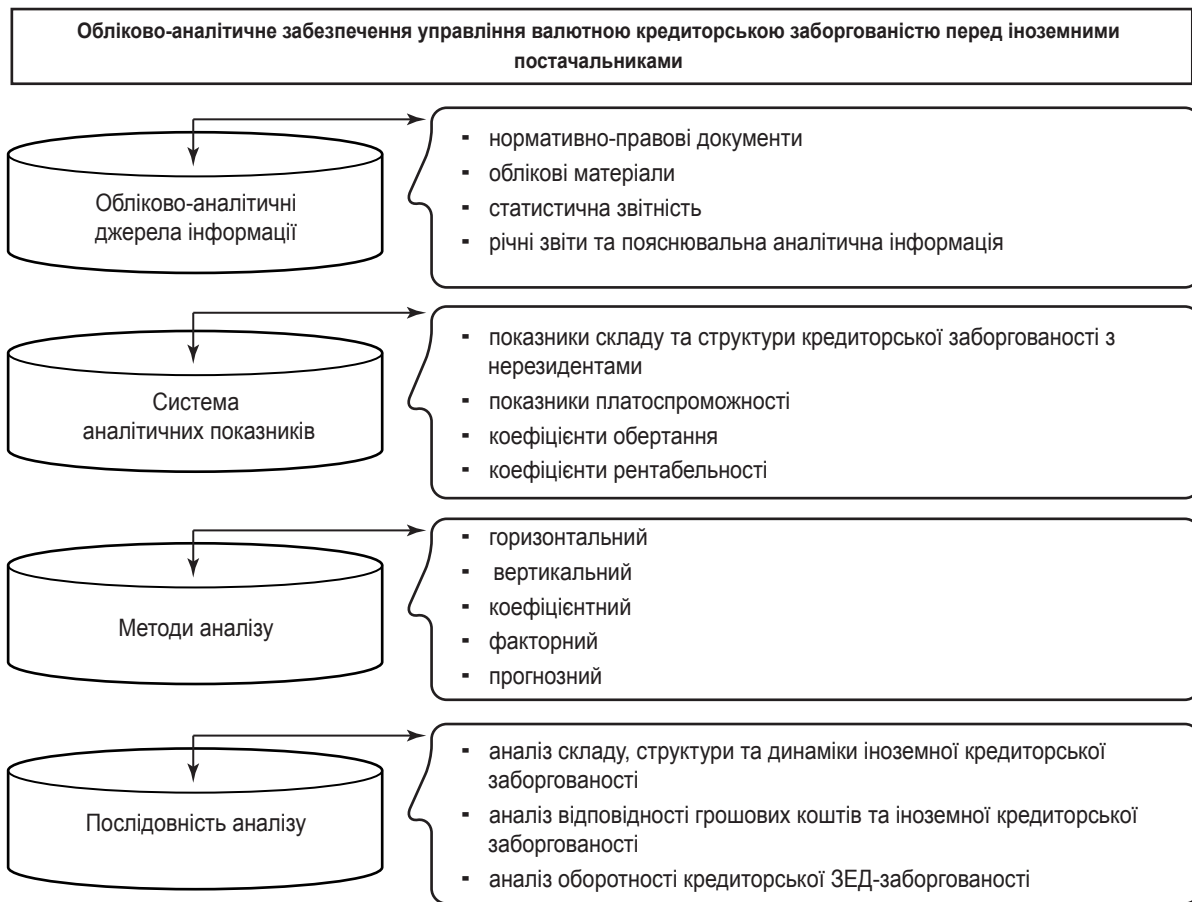 Обліково-аналітичне забезпечення управління валютною кредиторською заборгованістю перед іноземними
постачальниками
Обліково-аналітичні
джерела інформації
- нормативно-правові документи
- облікові матеріали
- статистична звітність
- річні звіти та пояснювальна аналітична інформація
Система
аналітичних показників
- показники складу та структури кредиторської заборгованості з
нерезидентами
- показники платоспроможності
- коефіцієнти обертання
- коефіцієнти рентабельності
Методи аналізу
- горизонтальний
- вертикальний
- коефіцієнтний
- факторний
- прогнозний
Послідовність аналізу
- аналіз складу, структури та динаміки іноземної кредиторської
заборгованості
- аналіз відповідності грошових коштів та іноземної кредиторської
заборгованості
- аналіз оборотності кредиторської ЗЕД-заборгованості